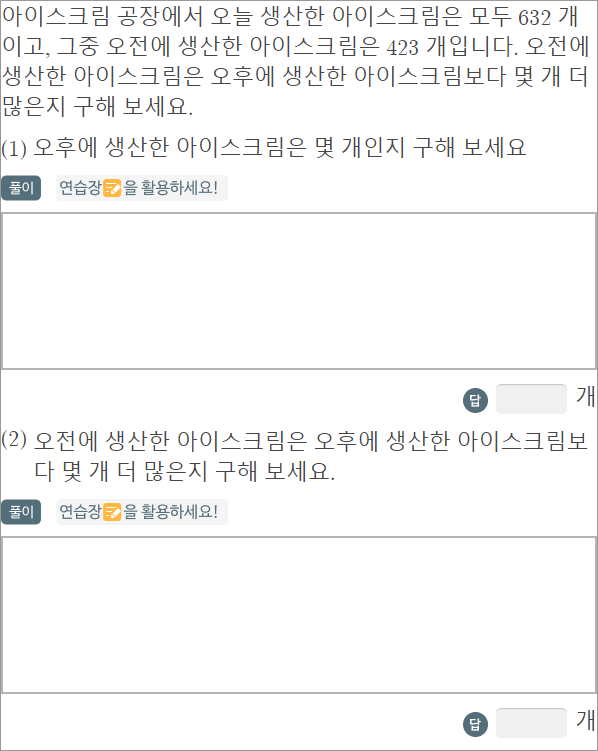 아이스크림 공장에서 오늘 생산한 아이스크림은 모두 632 개
이고, 그중 오전에 생산한 아이스크림은 423 개입니다. 오전에
생산한 아이스크림은 오후에 생산한 아이스크림보다 몇 개 더
많은지 구해 보세요.
(1) 오후에 생산한 아이스크림은 몇 개인지 구해 보세요
풀이 연습장을 활용하세요!
답 개
(2) 오전에 생산한 아이스크림은 오후에 생산한 아이스크림보
다 몇 개 더 많은지 구해 보세요.
풀이 연습장을 활용하세요!
답 개